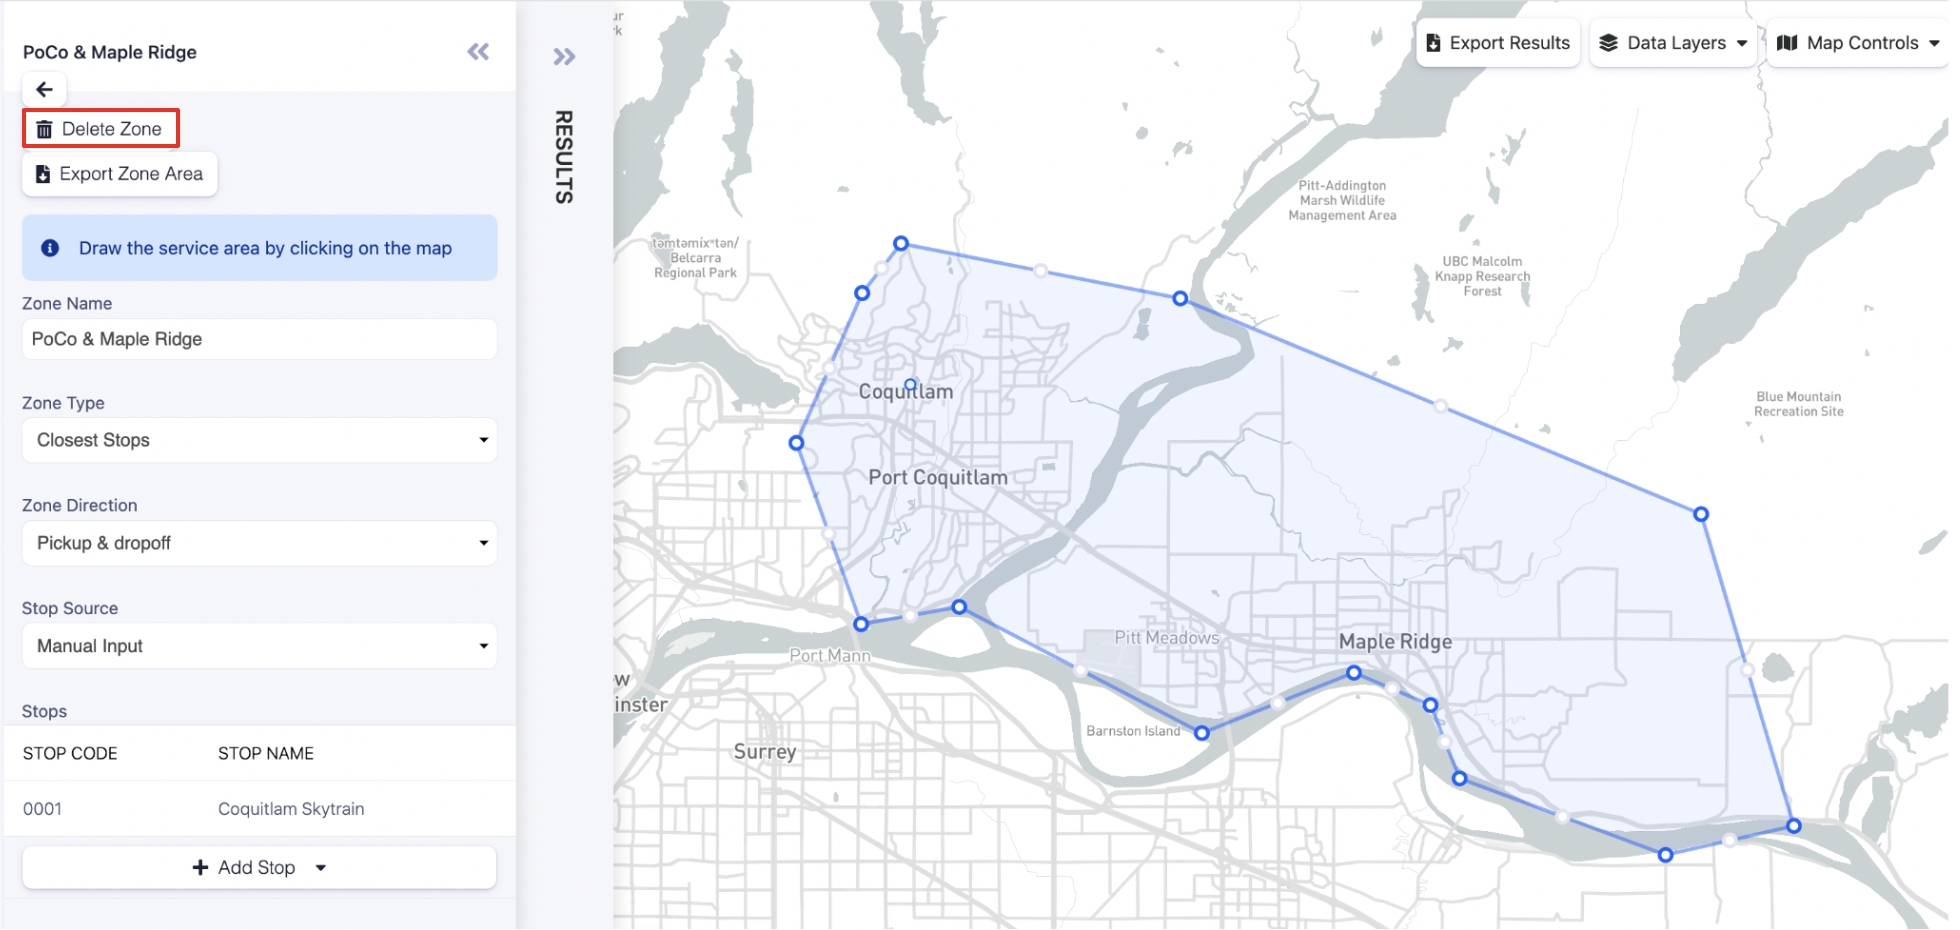 PoCo & Maple Ridge
Delete Zone
Export Zone Area
Draw the service area by clicking on the map
Zone Name
PoCo & Maple Ridge
Zone Type
Closest Stops
Zone Direction
Pickup & dropoff
Stop Source
Manual Input
Stops
STOP CODE STOP NAME
0001 Coquitlam Skytrain
Add Stop
RESULTS
Export Results
Data Layers
Map Controls
Pitt-Addington
Marsh Wildlife
Management Area
təmtəmíxʷtən/
Belcarra
Regional Park
UBC Malcolm
Knapp Research
Forest
Coquitlam
Blue Mountain
Recreation Site
Port Coquitlam
Pitt Meadows
Maple Ridge
Port Mann
w
inster
Barnston Island
Surrey